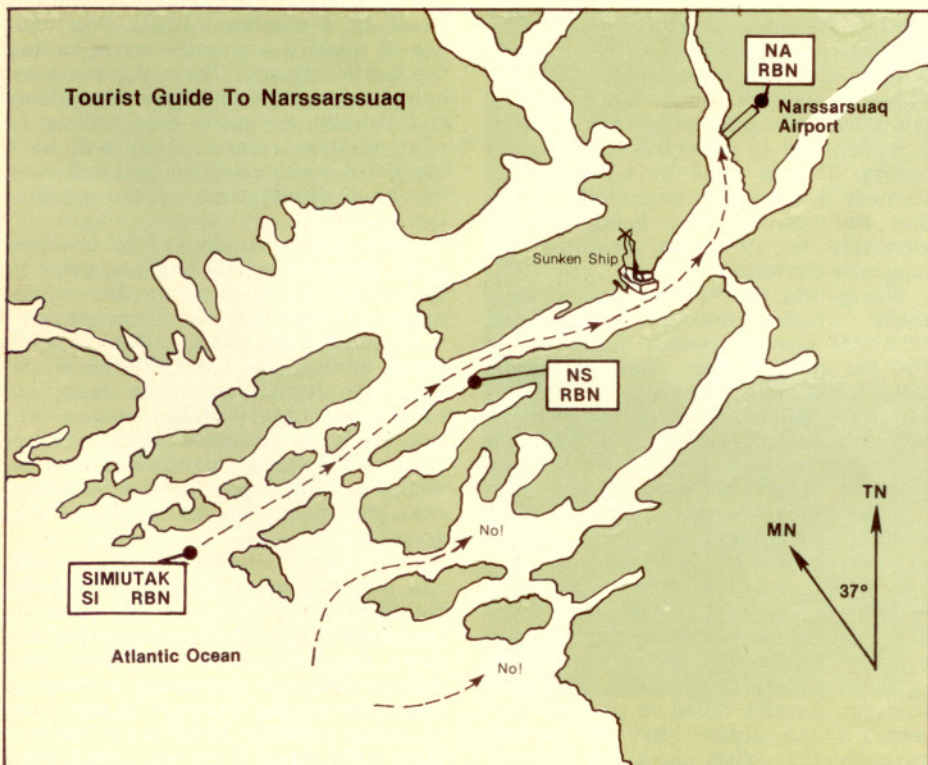 Tourist Guide To Narssarssuaq
NA
RBN
Narssarsuaq
Airport
Sunken Ship
NS
RBN
No!
TN
MN
37°
SIMIUTAK
SI RBN
Atlantic Ocean
No!